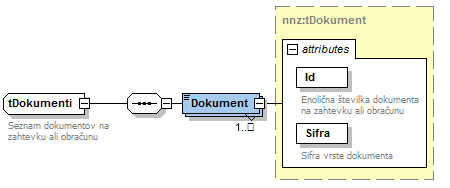 nnz:tDokument
attributes
Id
Enolična številka dokumenta
na zahtevku ali obračunu
Sifra
Sifra vrste dokumenta
tDokumenti
Seznam dokumentov na
zahtevku ali obračunu
Dokument
1..□